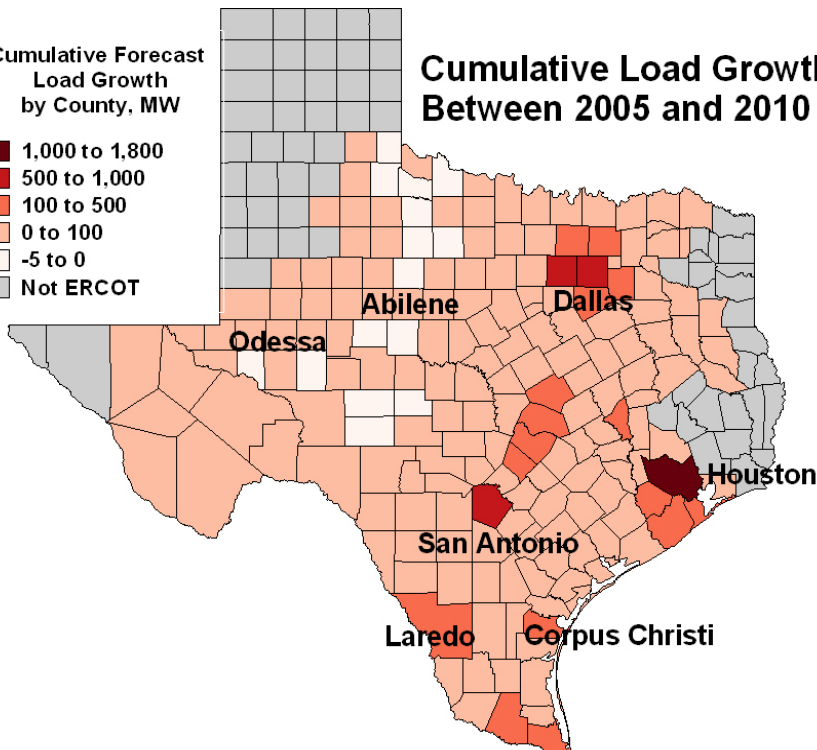 Cumulative Forecast
Load Growth
by County, MW
1,000 to 1,800
500 to 1,000
100 to 500
0 to 100
-5 to 0
Not ERCOT
Cumulative Load Growth
Between 2005 and 2010
Abilene
Dallas
Odessa
Houston
San Antonio
Laredo
Corpus Christi